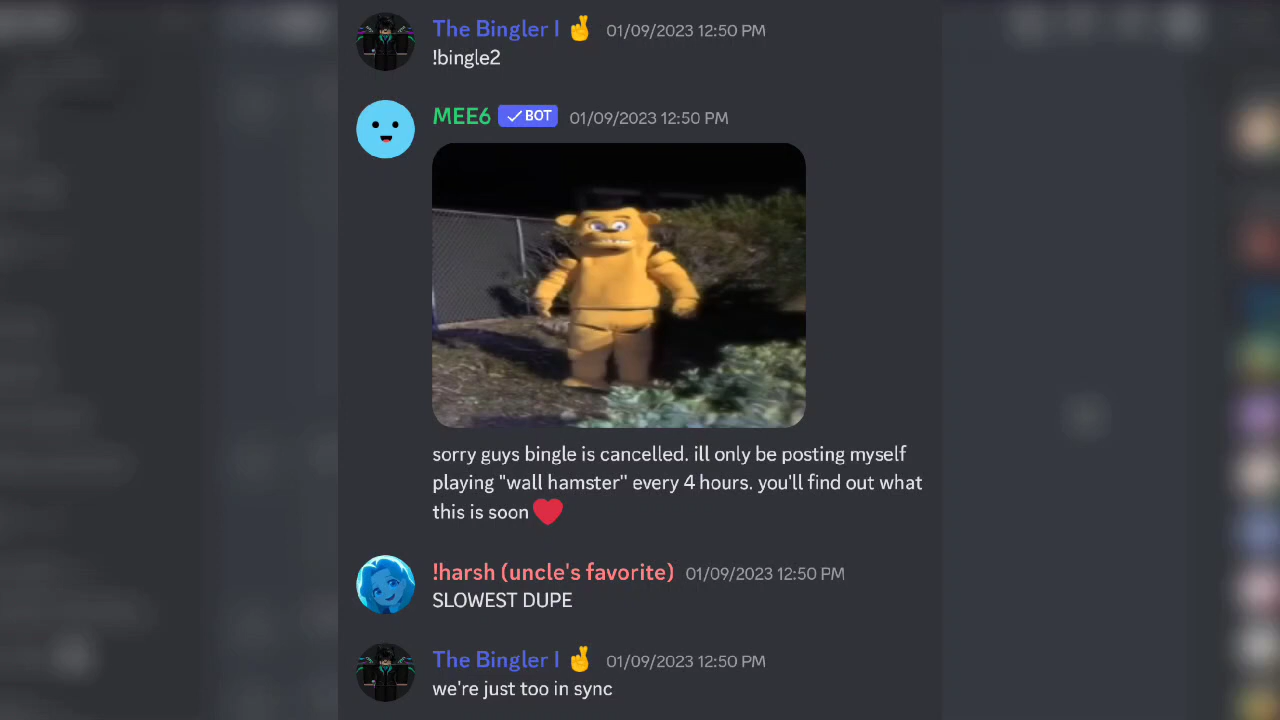 The Bingler I 🤞 01/09/2023 12:50 PM
!bingle2
MEE6 ✓ BOT 01/09/2023 12:50 PM
sorry guys bingle is cancelled. ill only be posting myself
playing "wall hamster" every 4 hours. you'll find out what
this is soon ❤️
!harsh (uncle's favorite) 01/09/2023 12:50 PM
SLOWEST DUPE
The Bingler I 🤞 01/09/2023 12:50 PM
we're just too in sync